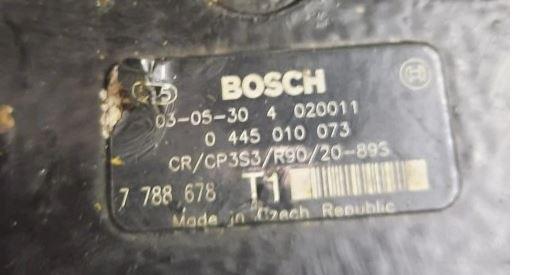 15 BOSCH
03-05-30 4 020011
0 445 010 073
CR/CP3S3/R90/20-89S
7 788 678 T1
Made in Czech Republic